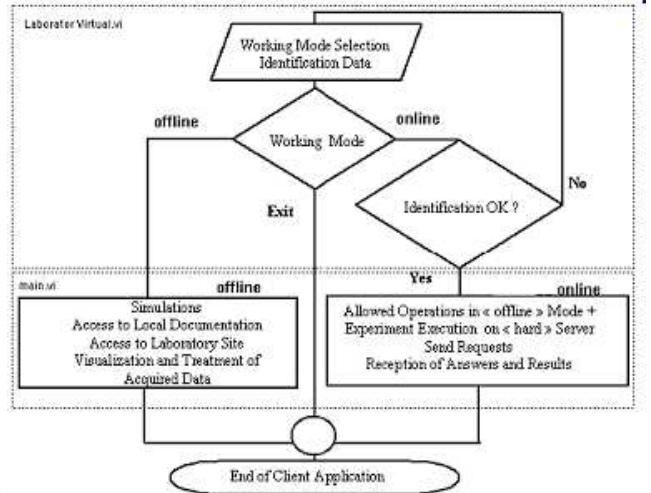 Laborator Virtual.vi
Working Mode Selection
Identification Data
offline
online
Working Mode
Identification OK ?
No
Exit
Yes
main.vi
offline
online
Simulations
Access to Local Documentation
Access to Laboratory Site
Visualization and Treatment of
Acquired Data
Allowed Operations in « offline » Mode +
Experiment Execution on « hard » Server
Send Requests
Reception of Answers and Results
End of Client Application